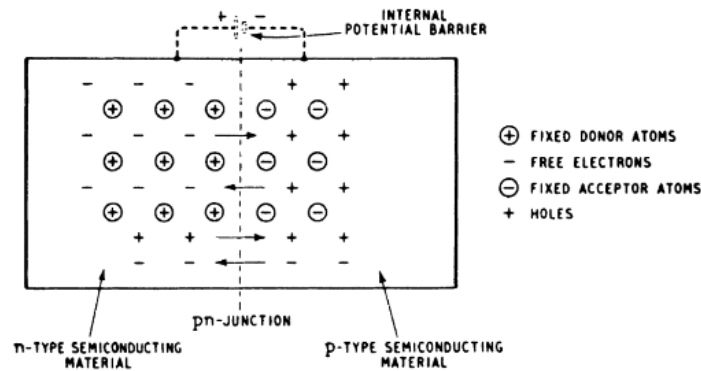 + -
INTERNAL
POTENTIAL BARRIER
- - - + +
⊕ ⊕ ⊕ ⊖ ⊖
- - - + +
⊕ FIXED DONOR ATOMS
⊕ ⊕ ⊕ ⊖ ⊖
- FREE ELECTRONS
- - - + +
⊖ FIXED ACCEPTOR ATOMS
⊕ ⊕ ⊕ ⊖ ⊖
+ HOLES
+ + + +
- - - -
pn-JUNCTION
n-TYPE SEMICONDUCTING
MATERIAL
p-TYPE SEMICONDUCTING
MATERIAL